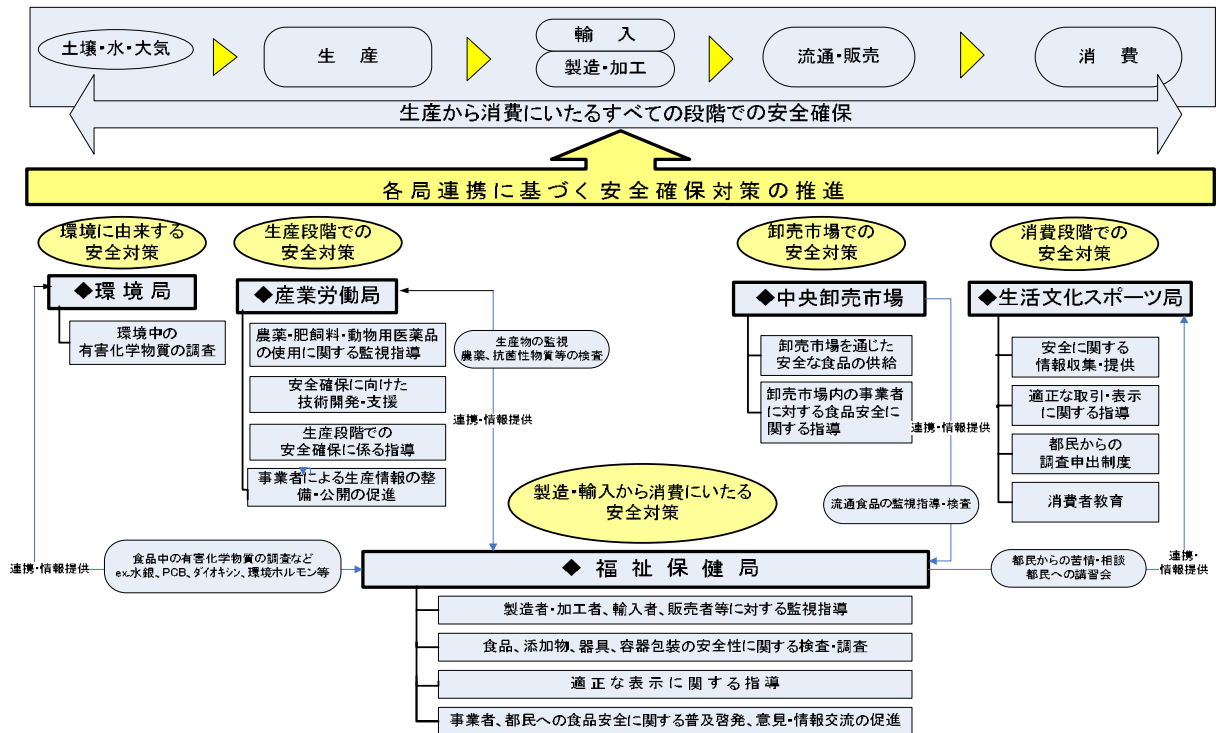 土壌・水・大気
生 産
輸 入
製造・加工
流通・販売
消 費
生産から消費にいたるすべての段階での安全確保
各局連携に基づく安全確保対策の推進
環境に由来する
安全対策
生産段階での
安全対策
卸売市場での
安全対策
消費段階での
安全対策
◆環境局
環境中の
有害化学物質の調査
◆産業労働局
農薬・肥飼料・動物用医薬品
の使用に関する監視指導
安全確保に向けた
技術開発・支援
生産段階での
安全確保に係る指導
事業者による生産情報の整
備・公開の促進
生産物の監視
農薬、抗菌性物質等の検査
連携・情報提供
◆中央卸売市場
卸売市場を通じた
安全な食品の供給
卸売市場内の事業者
に対する食品安全に
関する指導
連携・情報提供
流通食品の監視指導・検査
◆生活文化スポーツ局
安全に関する
情報収集・提供
適正な取引・表示
に関する指導
都民からの
調査申出制度
消費者教育
製造・輸入から消費にいたる
安全対策
連携・情報提供
食品中の有害化学物質の調査など
ex.水銀、PCB、ダイオキシン、環境ホルモン等
◆ 福祉保健局
都民からの苦情・相談
都民への講習会
連携・
情報提供
製造者・加工者、輸入者、販売者等に対する監視指導
食品、添加物、器具、容器包装の安全性に関する検査・調査
適正な表示に関する指導
事業者、都民への食品安全に関する普及啓発、意見・情報交流の促進